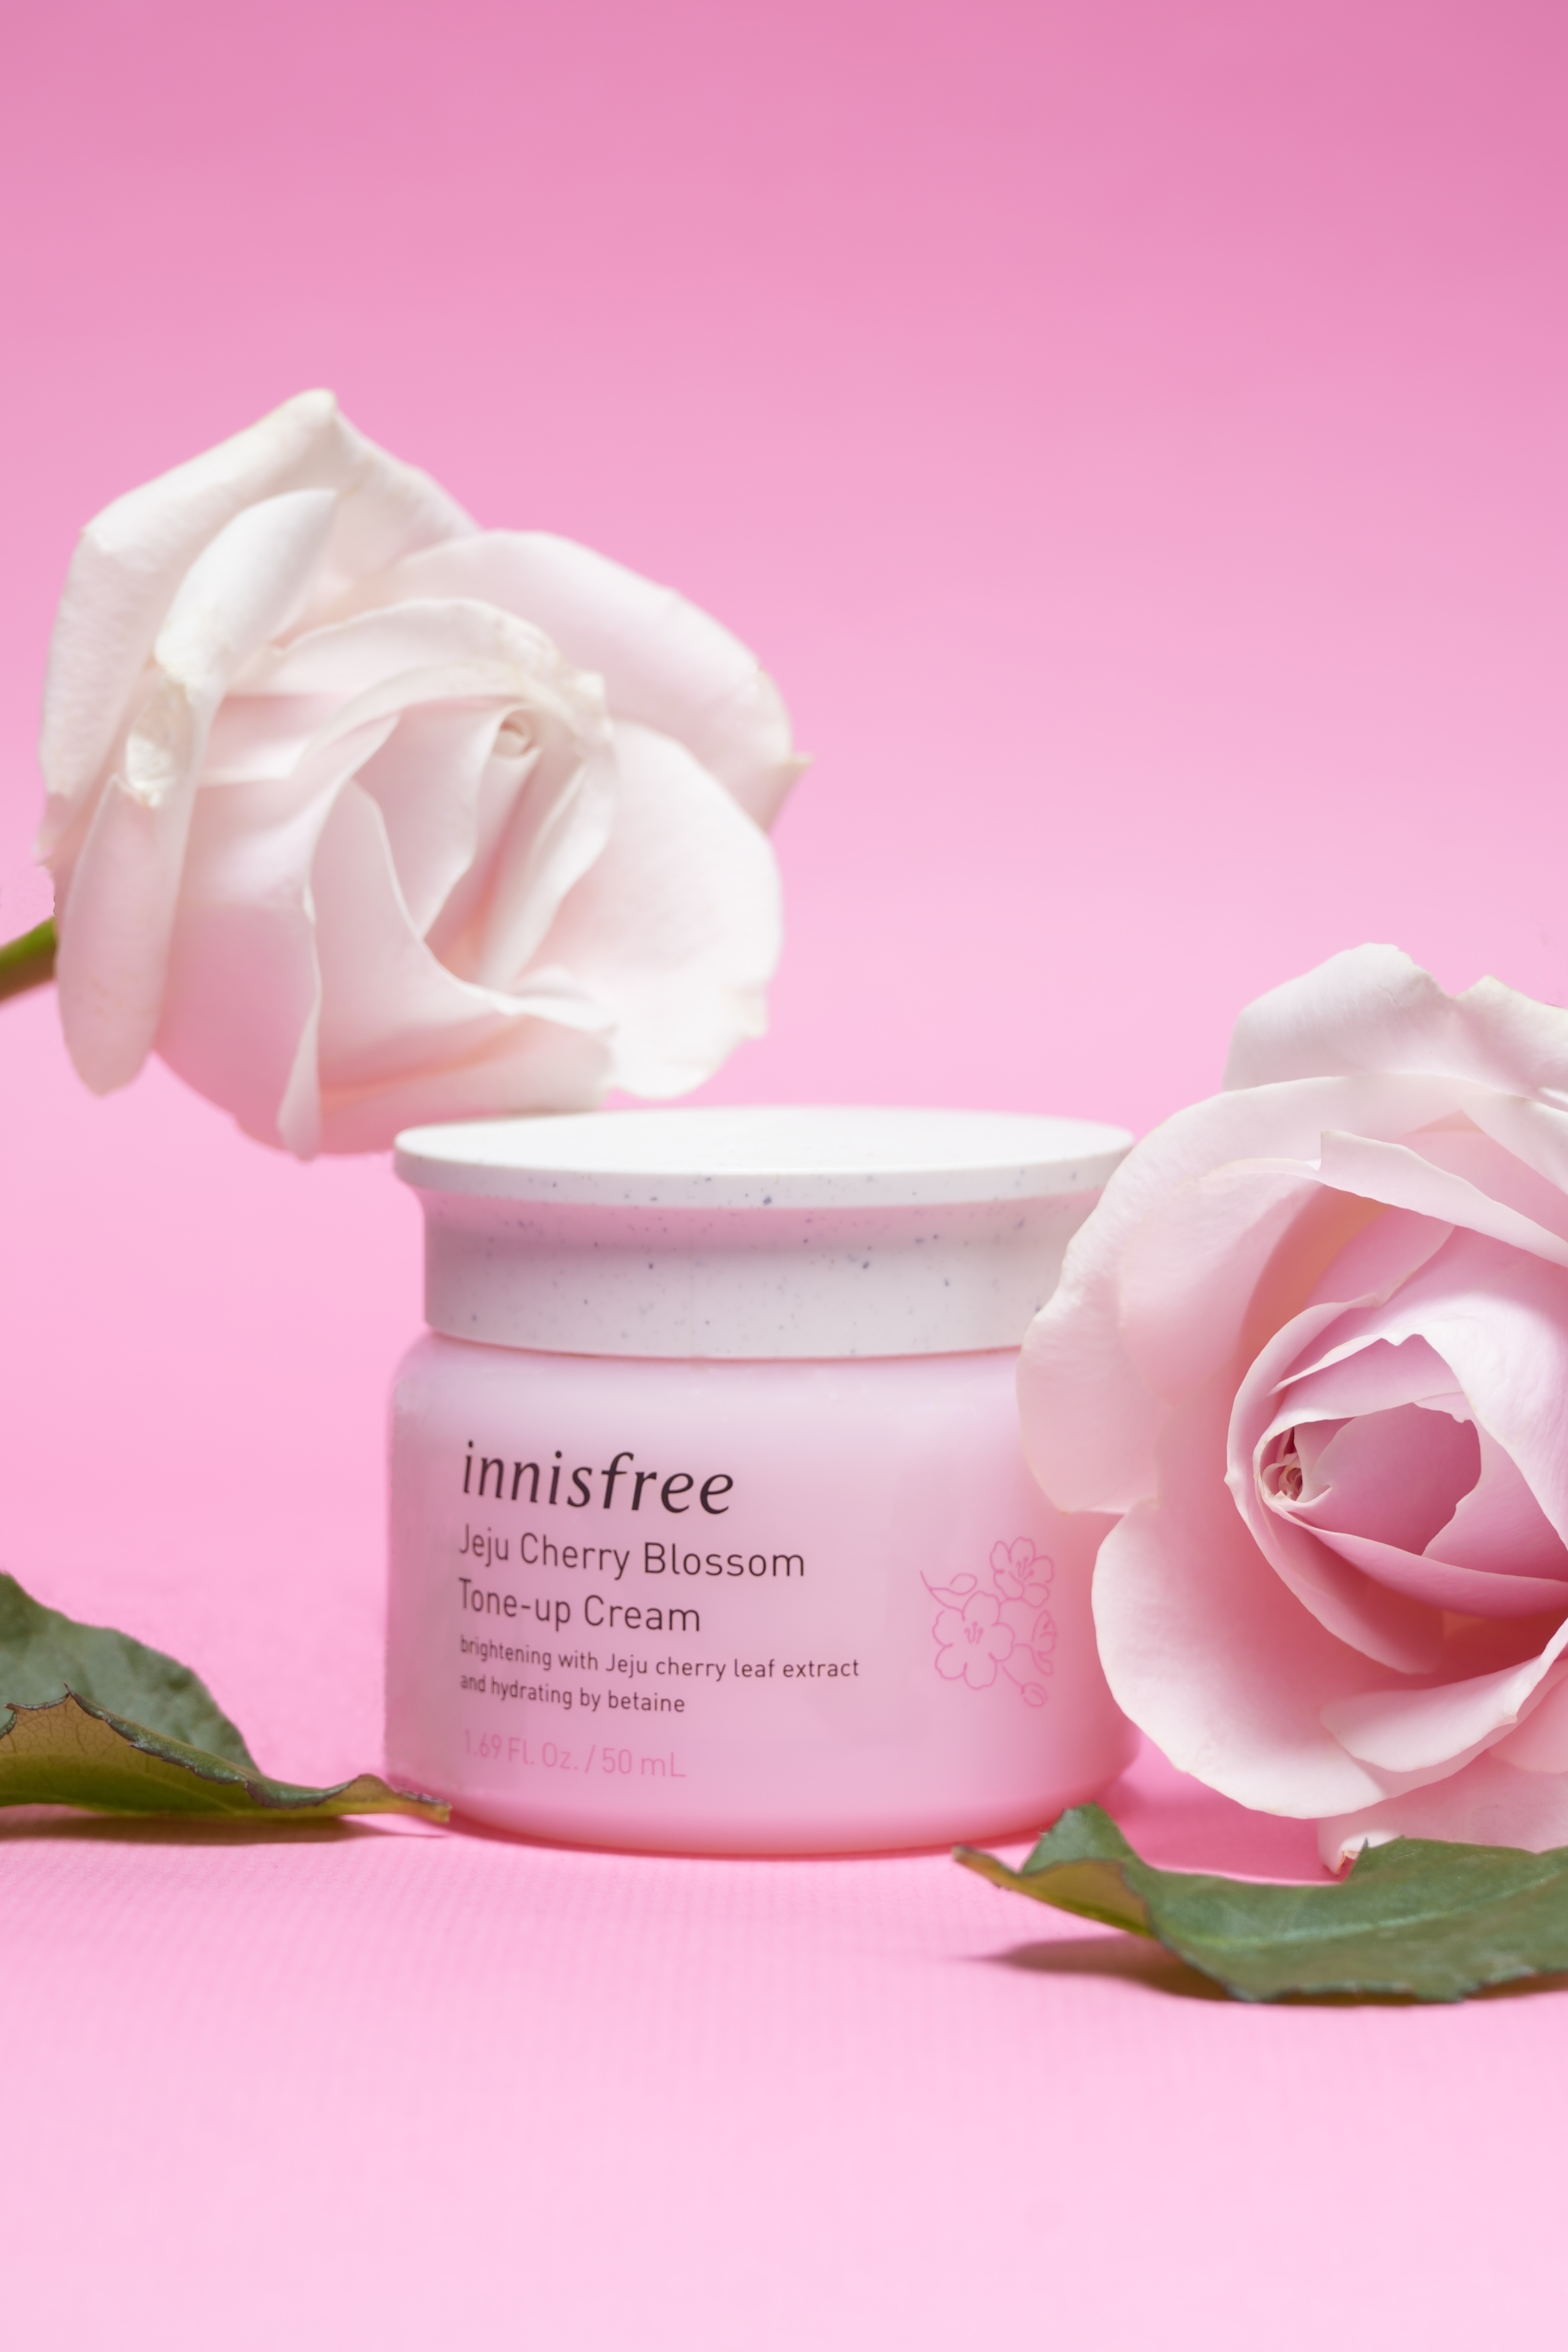 innisfree
Jeju Cherry Blossom
Tone-up Cream
brightening with Jeju cherry leaf extract
and hydrating by betaine
1.69 Fl. Oz. / 50 mL